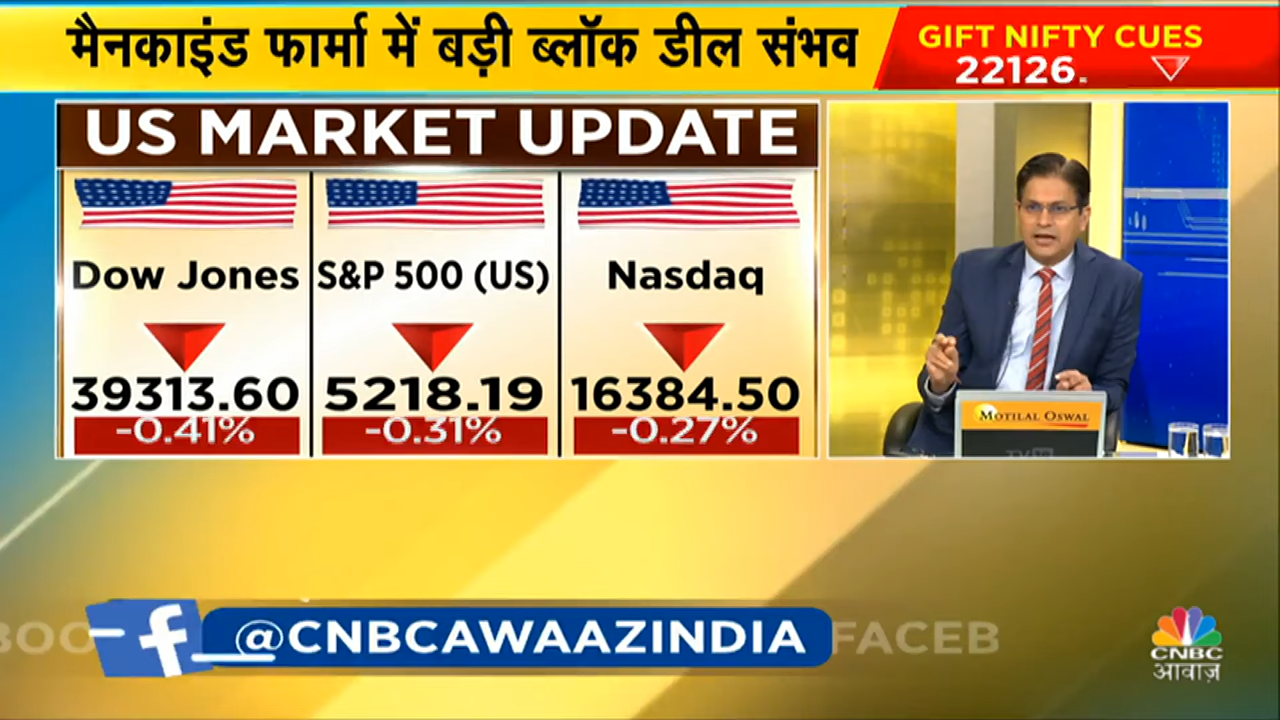 मैनकाइंड फार्मा में बड़ी ब्लॉक डील संभव
GIFT NIFTY CUES
22126.
US MARKET UPDATE
Dow Jones
39313.60
-0.41%
S&P 500 (US)
5218.19
-0.31%
Nasdaq
16384.50
-0.27%
MOTILAL OSWAL
@CNBCAWAAZINDIA
FACEB
CNBC
आवाज़